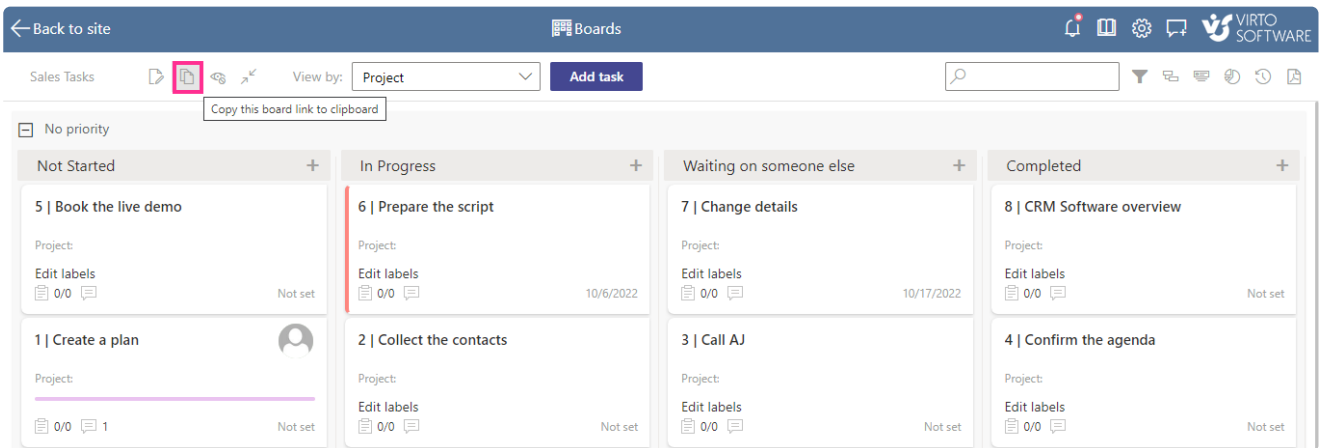 Back to site
Boards
VIRTO
SOFTWARE
Sales Tasks
View by:
Project
Add task
Copy this board link to clipboard
No priority
Not Started
In Progress
Waiting on someone else
Completed
5 | Book the live demo
6 | Prepare the script
7 | Change details
8 | CRM Software overview
Project:
Project:
Project:
Project:
Edit labels
Edit labels
Edit labels
Edit labels
0/0
Not set
0/0
10/6/2022
0/0
10/17/2022
0/0
Not set
1 | Create a plan
2 | Collect the contacts
3 | Call AJ
4 | Confirm the agenda
Project:
Project:
Project:
Project:
Edit labels
Edit labels
Edit labels
0/0 1
Not set
0/0
Not set
0/0
Not set
0/0
Not set